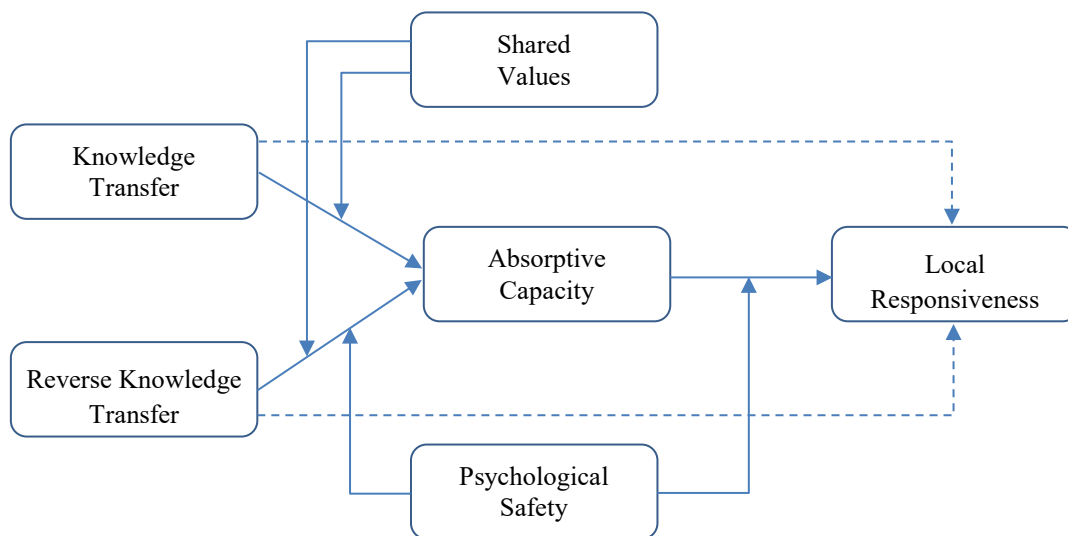 Shared
Values
Knowledge
Transfer
Absorptive
Capacity
Local
Responsiveness
Reverse Knowledge
Transfer
Psychological
Safety